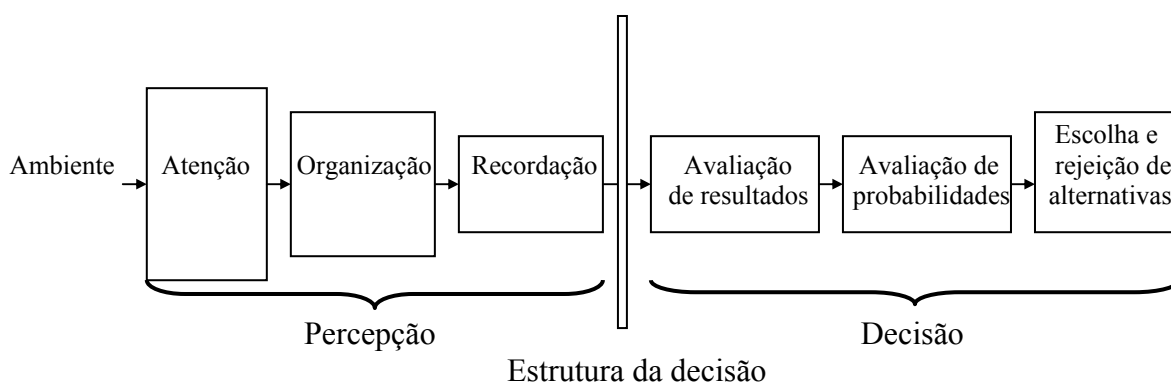 Ambiente
Atenção
Organização
Recordação
Avaliação
de resultados
Avaliação de
probabilidades
Escolha e
rejeição de
alternativas
Percepção
Decisão
Estrutura da decisão